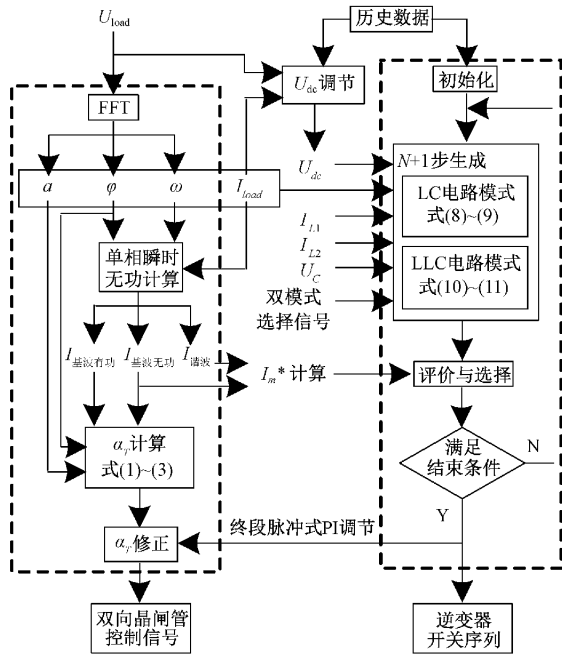 U_load
历史数据
U_dc调节
初始化
FFT
a
φ
ω
I_load
U_dc
N+1步生成
LC电路模式
式(8)~(9)
I_L1
I_L2
LLC电路模式
式(10)~(11)
U_C
双模式
选择信号
单相瞬时
无功计算
I_基波有功
I_基波无功
I_谐波
I_m*计算
评价与选择
α_T计算
式(1)~(3)
满足
结束条件
N
Y
终段脉冲式PI调节
α_T修正
双向晶闸管
控制信号
逆变器
开关序列